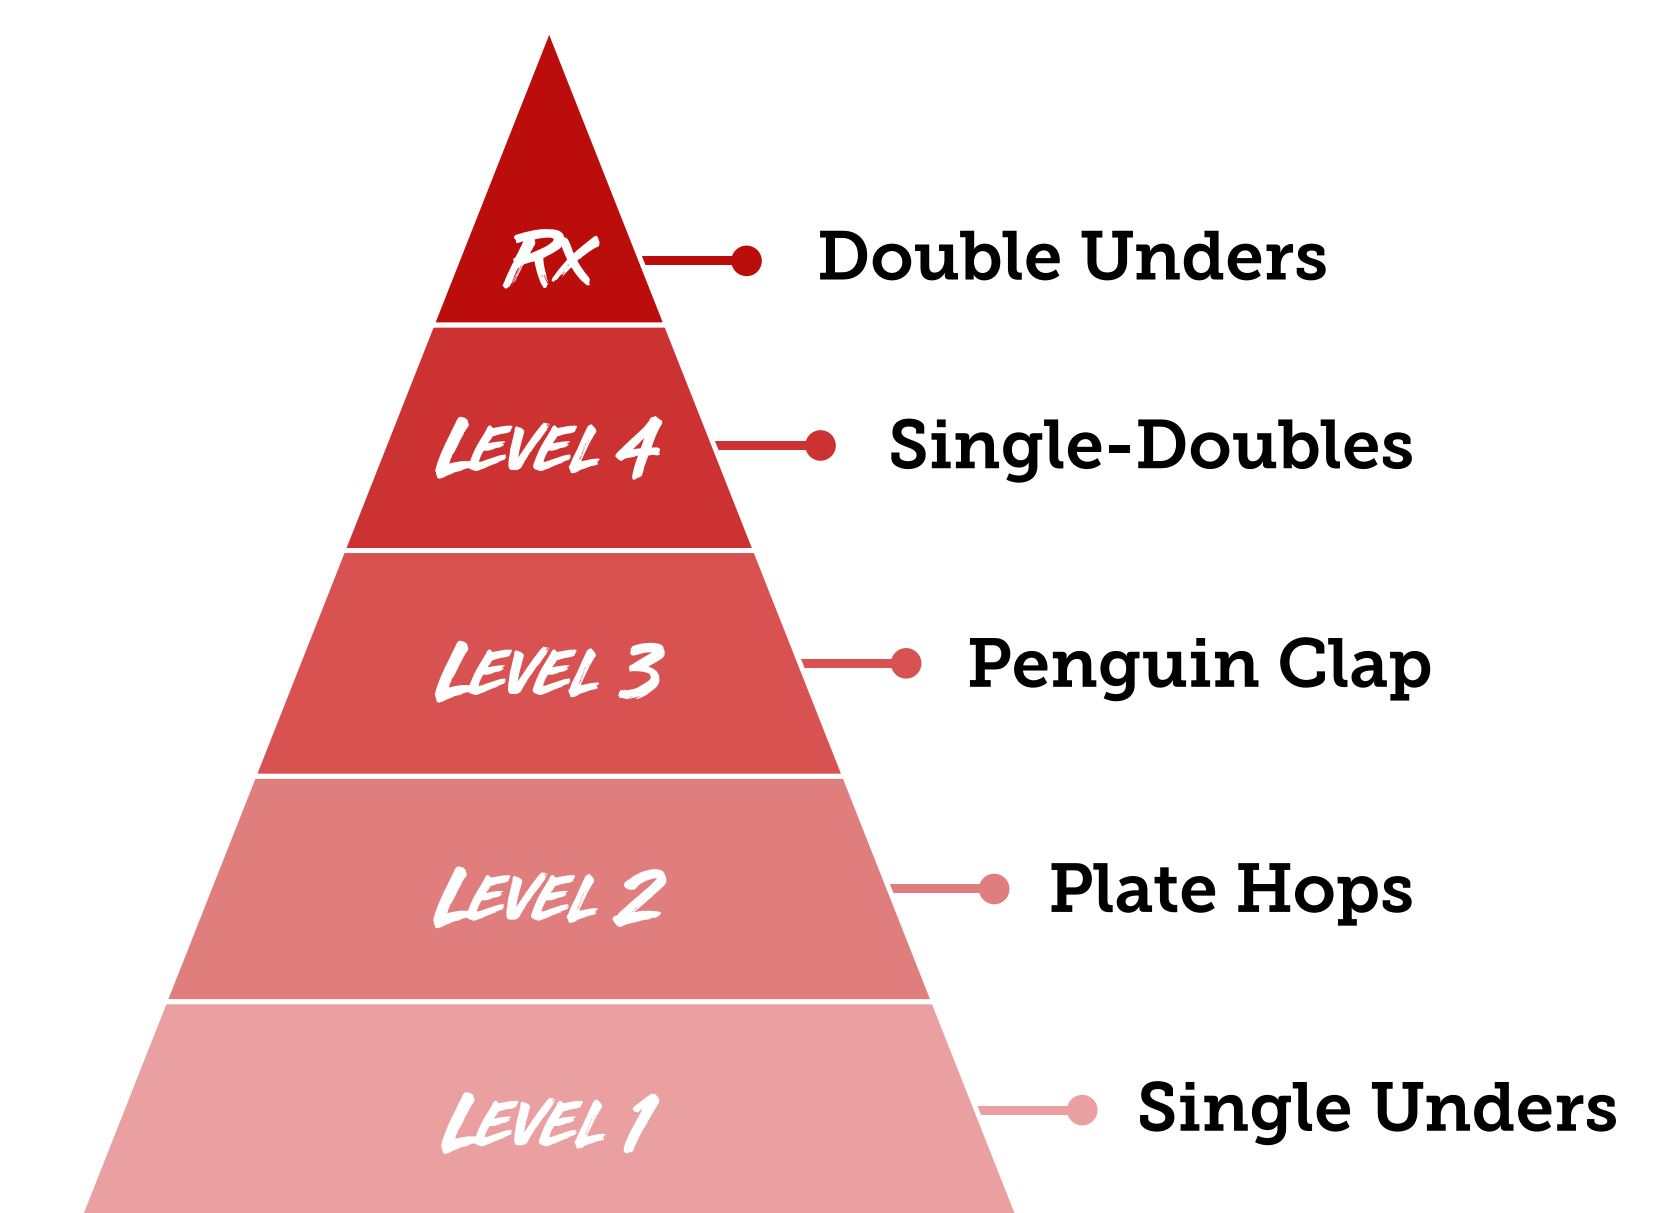 Rx
Double Unders
Level 4
Single-Doubles
Level 3
Penguin Clap
Level 2
Plate Hops
Level 1
Single Unders